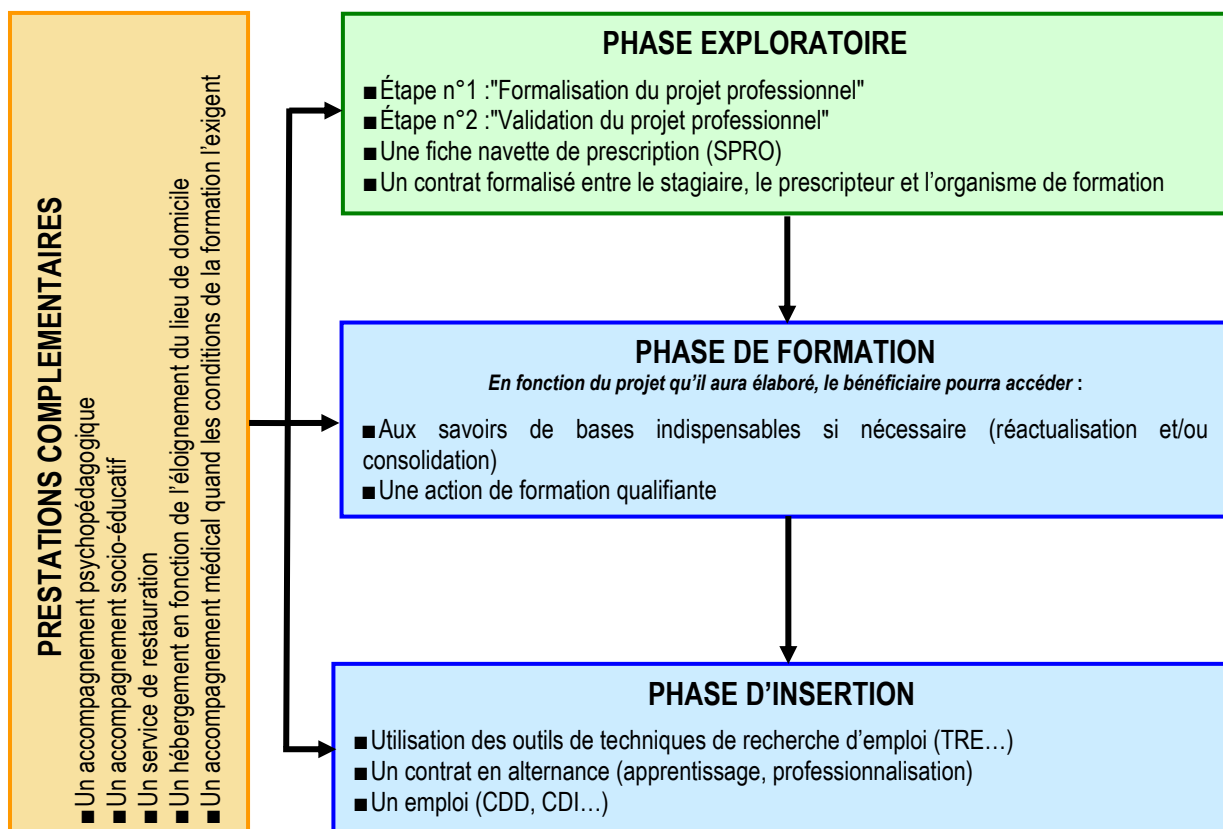 PRESTATIONS COMPLEMENTAIRES
■ Un accompagnement psychopédagogique
■ Un accompagnement socio-éducatif
■ Un service de restauration
■ Un hébergement en fonction de l'éloignement du lieu de domicile
■ Un accompagnement médical quand les conditions de la formation l'exigent
PHASE EXPLORATOIRE
■ Étape n°1 :"Formalisation du projet professionnel"
■ Étape n°2 :"Validation du projet professionnel"
■ Une fiche navette de prescription (SPRO)
■ Un contrat formalisé entre le stagiaire, le prescripteur et l’organisme de formation
PHASE DE FORMATION
En fonction du projet qu’il aura élaboré, le bénéficiaire pourra accéder :
■ Aux savoirs de bases indispensables si nécessaire (réactualisation et/ou
consolidation)
■ Une action de formation qualifiante
PHASE D’INSERTION
■ Utilisation des outils de techniques de recherche d’emploi (TRE…)
■ Un contrat en alternance (apprentissage, professionnalisation)
■ Un emploi (CDD, CDI…)